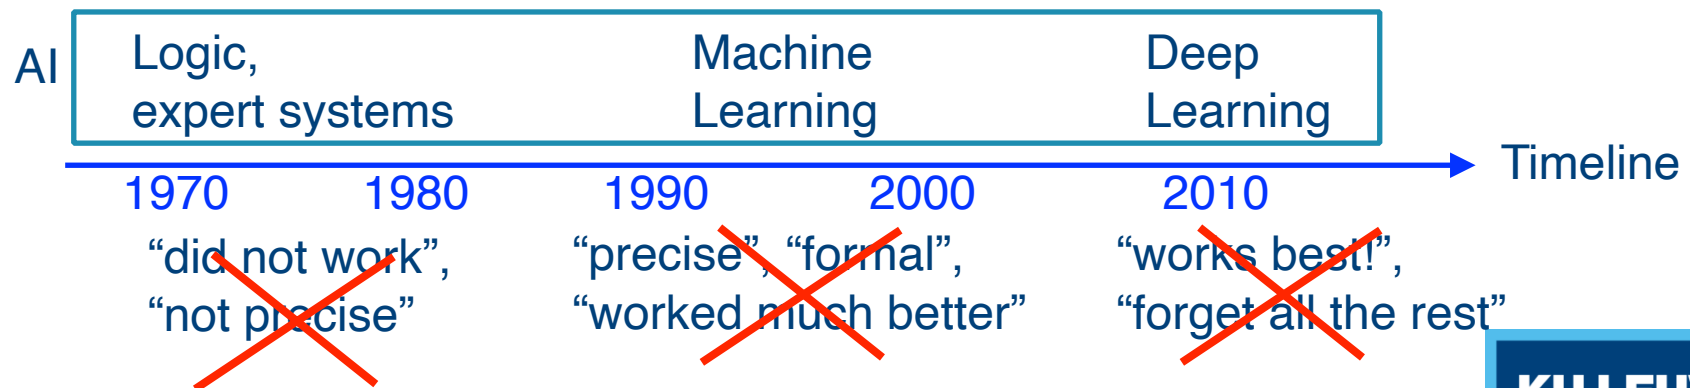 AI
Logic,
expert systems
Machine
Learning
Deep
Learning
Timeline
1970 1980 1990 2000 2010
“did not work”,
“not precise”
“precise”, “formal”,
“worked much better”
“works best!”,
“forget all the rest”